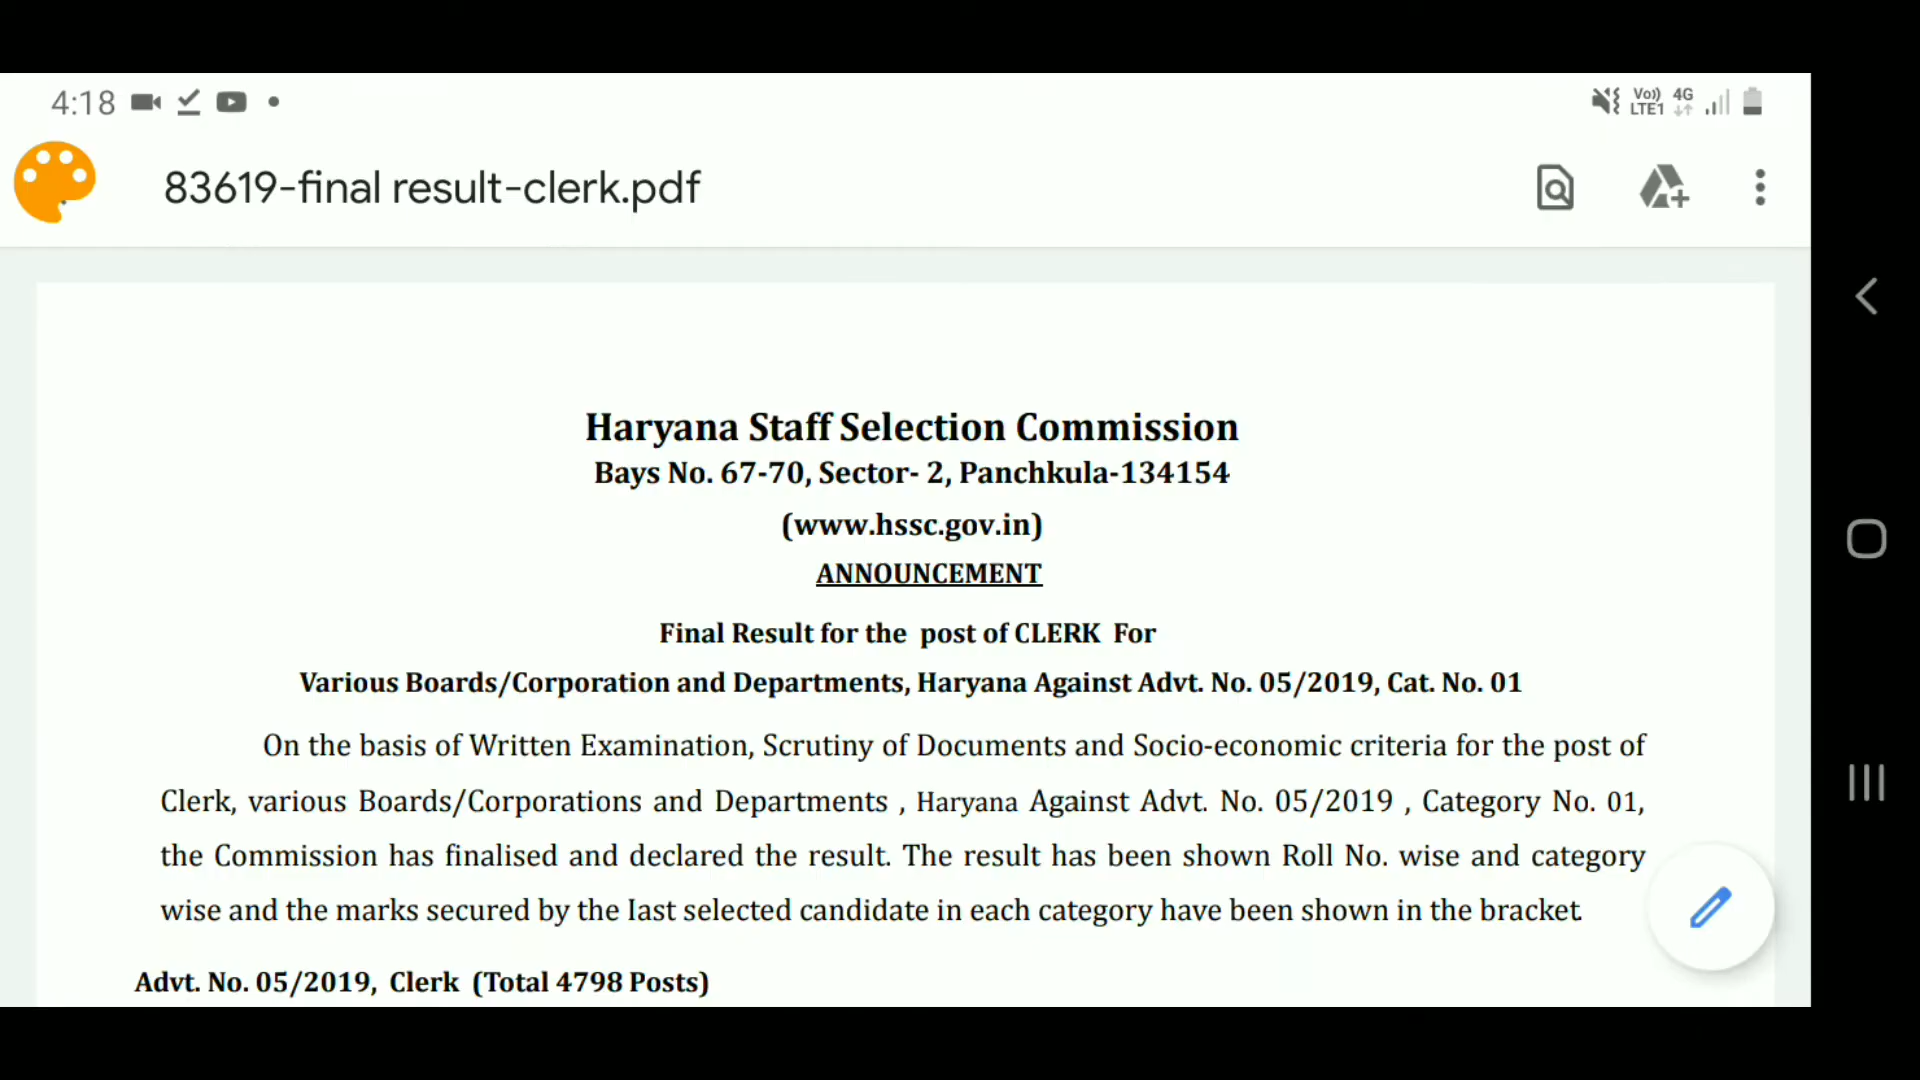 4:18
Vo)) 4G
LTE1
83619-final result-clerk.pdf
Haryana Staff Selection Commission
Bays No. 67-70, Sector- 2, Panchkula-134154
(www.hssc.gov.in)
ANNOUNCEMENT
Final Result for the post of CLERK For
Various Boards/Corporation and Departments, Haryana Against Advt. No. 05/2019, Cat. No. 01
On the basis of Written Examination, Scrutiny of Documents and Socio-economic criteria for the post of
Clerk, various Boards/Corporations and Departments , Haryana Against Advt. No. 05/2019 , Category No. 01,
the Commission has finalised and declared the result. The result has been shown Roll No. wise and category
wise and the marks secured by the last selected candidate in each category have been shown in the bracket.
Advt. No. 05/2019, Clerk (Total 4798 Posts)